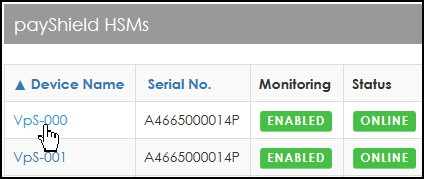 payShield HSMs
▲ Device Name Serial No. Monitoring Status
VpS-000 A4665000014P ENABLED ONLINE
VpS-001 A4665000014P ENABLED ONLINE